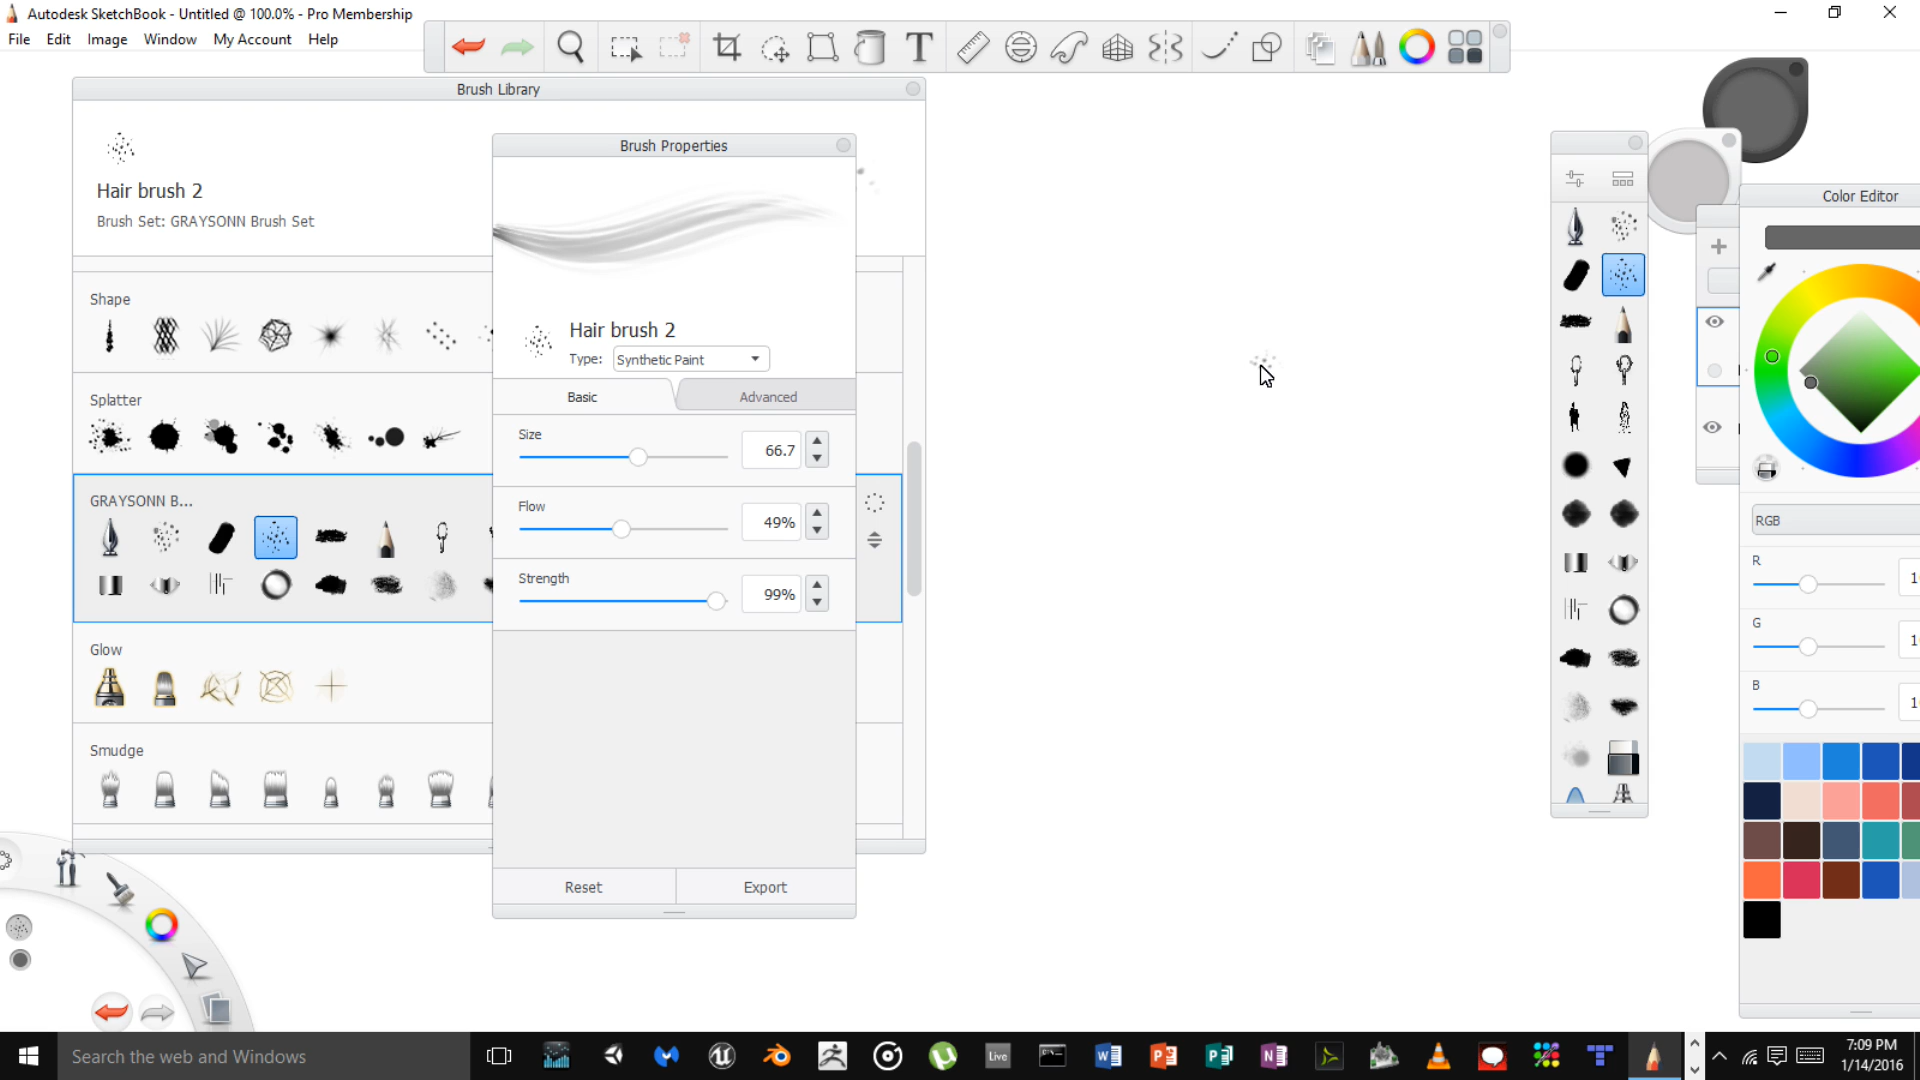 Autodesk SketchBook - Untitled @ 100.0% - Pro Membership
File Edit Image Window My Account Help
T
Brush Library
Hair brush 2
Brush Set: GRAYSONN Brush Set
Brush Properties
Hair brush 2
Type: Synthetic Paint
Basic Advanced
Size 66.7
Flow 49%
Strength 99%
Reset Export
Shape
Splatter
GRAYSONN B...
Glow
Smudge
Color Editor
RGB
R
G
B
Search the web and Windows
Live
7:09 PM
1/14/2016